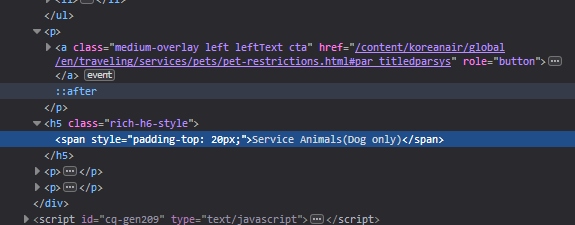 <li> ... </li>
</ul>
<p>
<a class="medium-overlay left leftText cta" href="/content/koreanair/global
/en/traveling/services/pets/pet-restrictions.html#par_titledparsys" role="button"> ...
</a> event
::after
</p>
<h5 class="rich-h6-style">
<span style="padding-top: 20px;">Service Animals(Dog only)</span>
</h5>
<p> ... </p>
<p> ... </p>
</div>
<script id="cq-gen209" type="text/javascript"> ... </script>